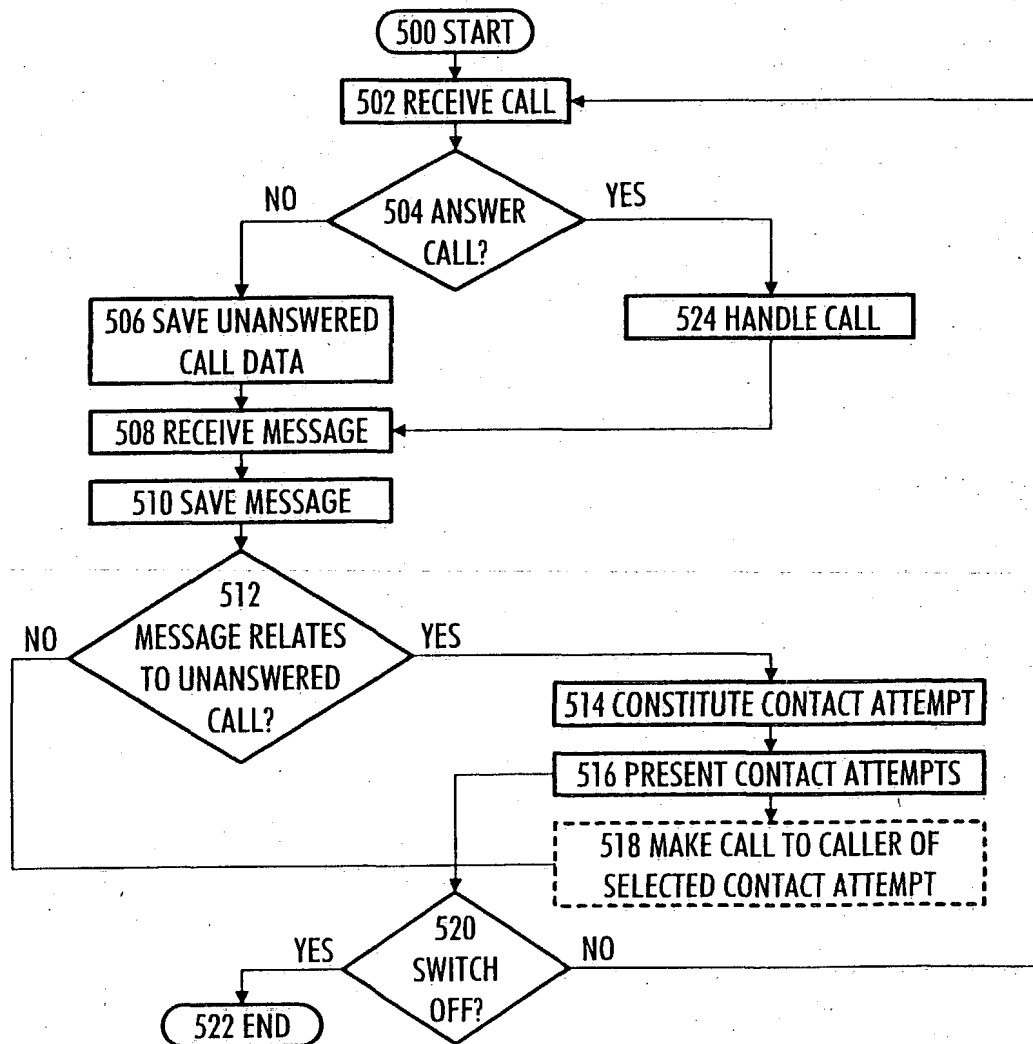 500 START
502 RECEIVE CALL
504 ANSWER
CALL?
NO
YES
506 SAVE UNANSWERED
CALL DATA
524 HANDLE CALL
508 RECEIVE MESSAGE
510 SAVE MESSAGE
512
MESSAGE RELATES
TO UNANSWERED
CALL?
NO
YES
514 CONSTITUTE CONTACT ATTEMPT
516 PRESENT CONTACT ATTEMPTS
518 MAKE CALL TO CALLER OF
SELECTED CONTACT ATTEMPT
520
SWITCH
OFF?
YES
NO
522 END